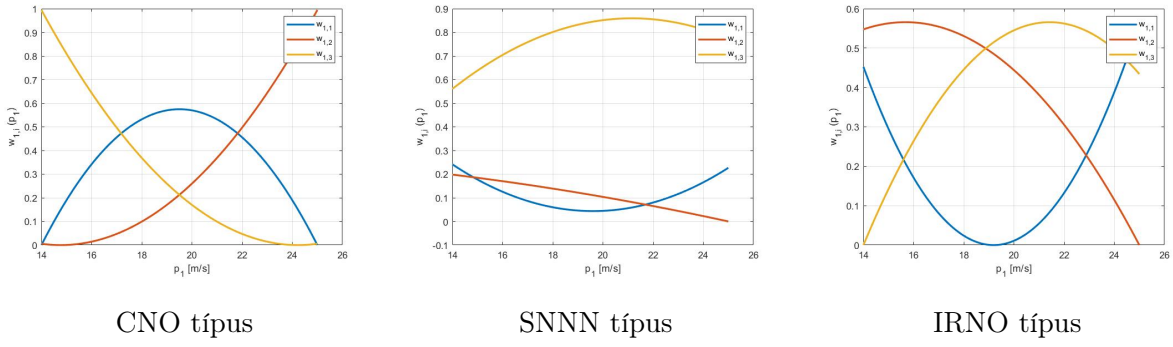 1
0.9
0.8
0.7
0.6
0.5
0.4
0.3
0.2
0.1
0
14
16
18
20
22
24
26
w1,i (p1)
p1 [m/s]
w1,1
w1,2
w1,3
CNO típus
0.9
0.8
0.7
0.6
0.5
0.4
0.3
0.2
0.1
0
-0.1
14
16
18
20
22
24
26
w1,i (p1)
p1 [m/s]
w1,1
w1,2
w1,3
SNNN típus
0.6
0.5
0.4
0.3
0.2
0.1
0
14
16
18
20
22
24
26
w1,i (p1)
p1 [m/s]
w1,1
w1,2
w1,3
IRNO típus